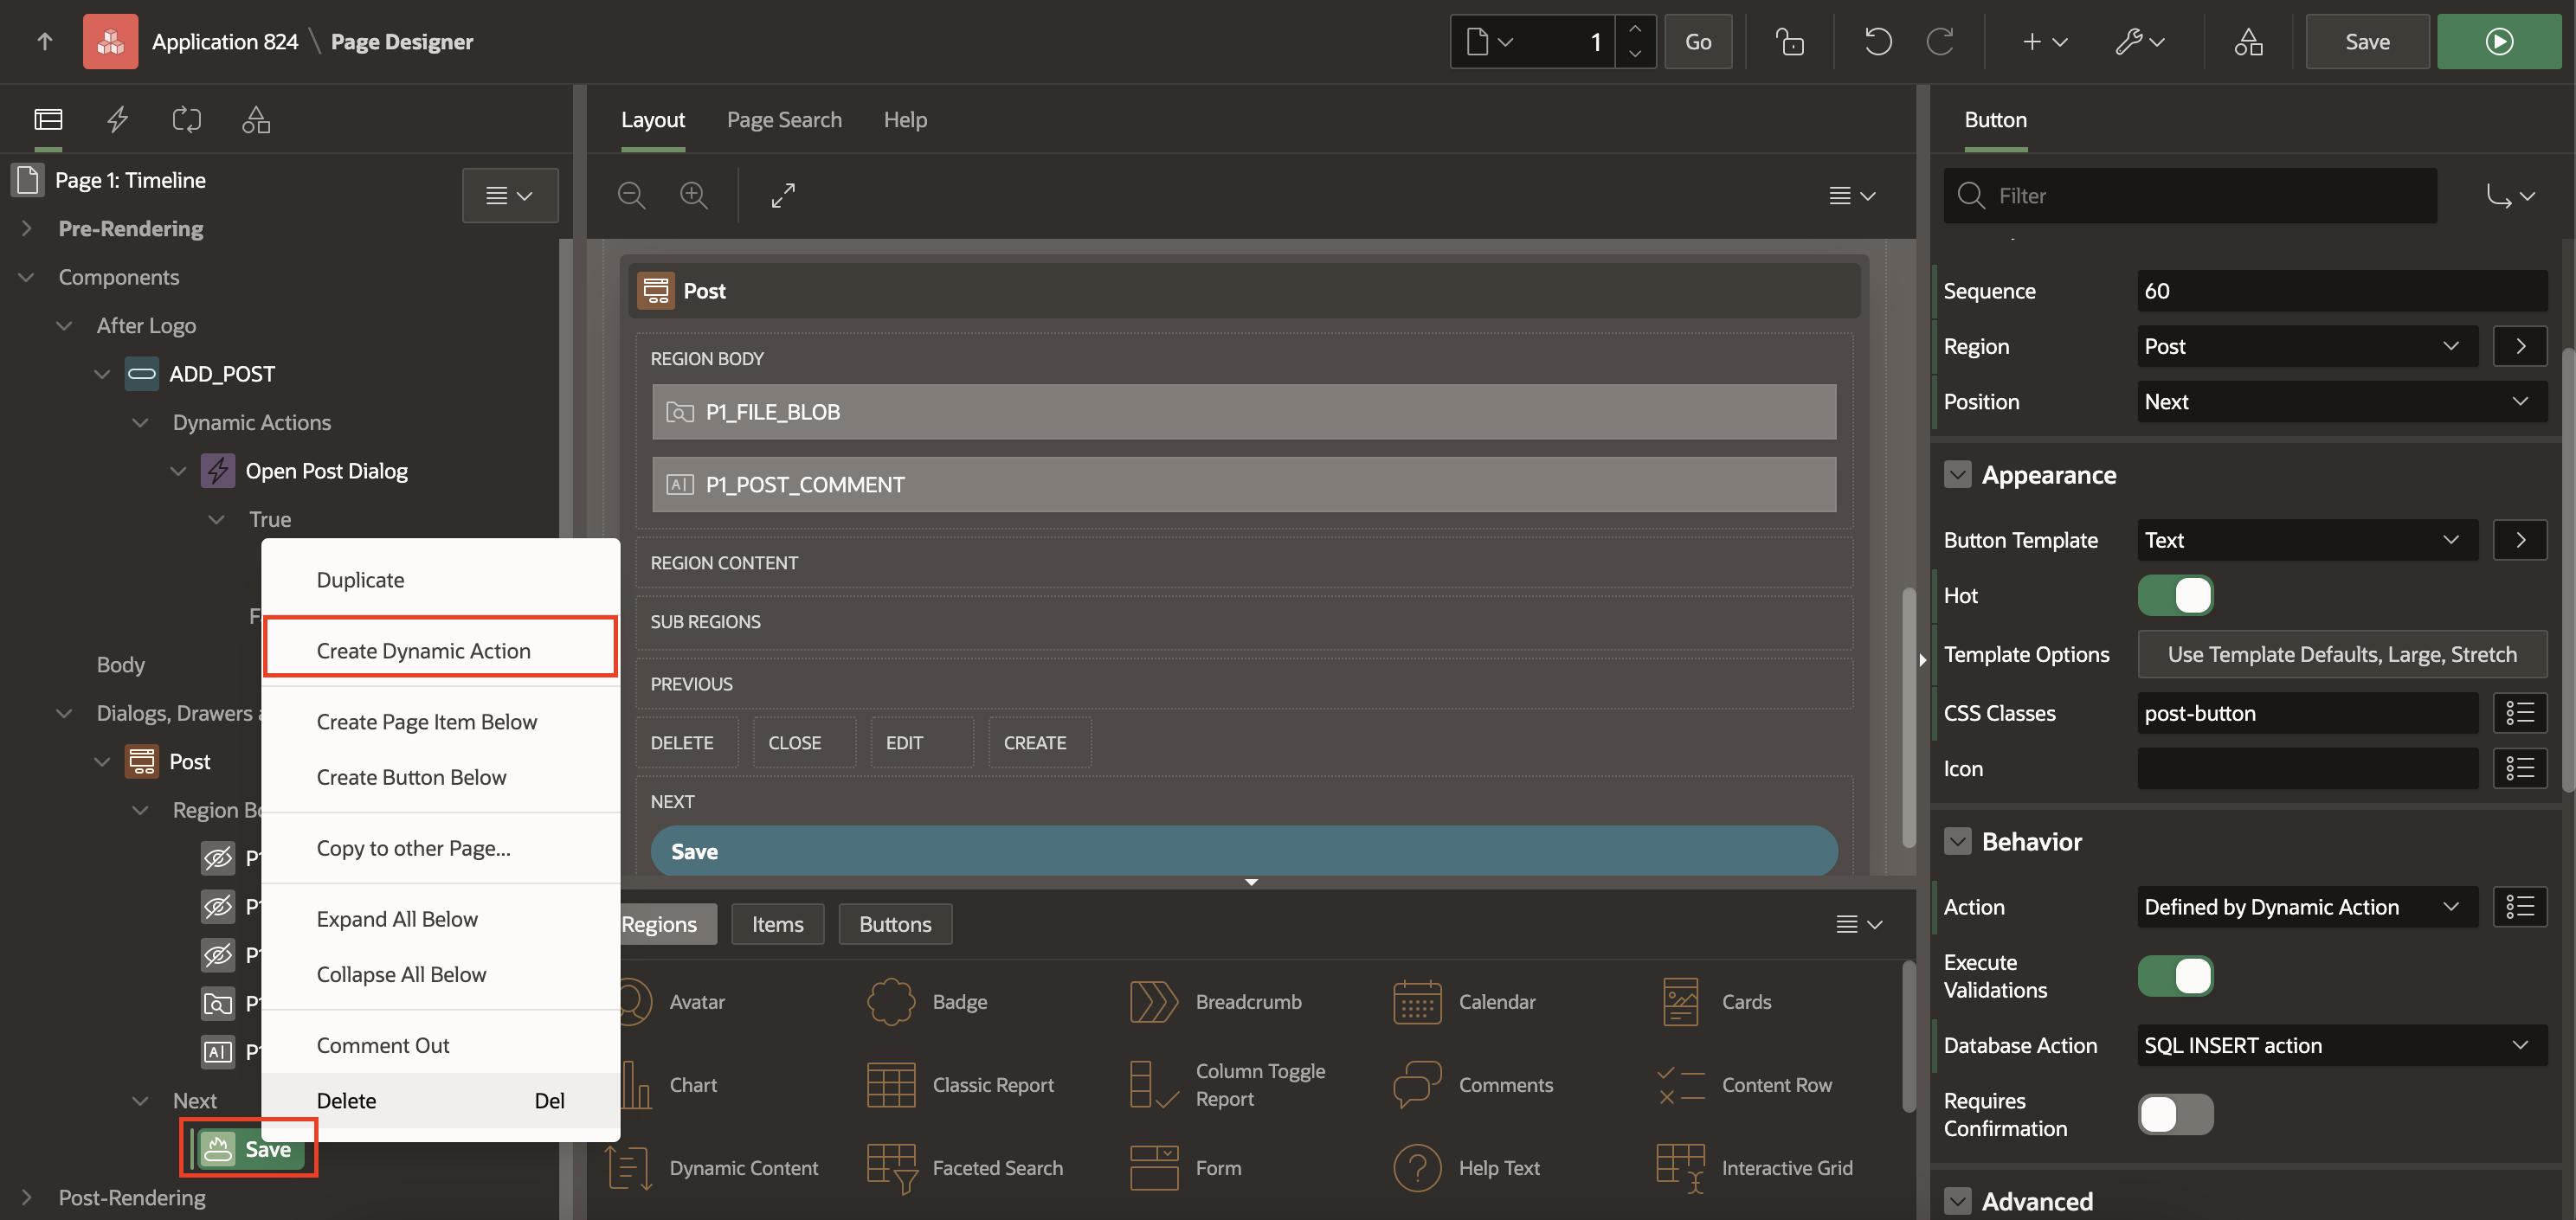 Application 824 \ Page Designer
1
Go
Save
Layout
Page Search
Help
Button
Page 1: Timeline
Pre-Rendering
Components
After Logo
ADD_POST
Dynamic Actions
Open Post Dialog
True
F
Body
Dialogs, Drawers
Post
Region Bo
P1
P1
P1
P1
P1
Next
Save
Post-Rendering
Duplicate
Create Dynamic Action
Create Page Item Below
Create Button Below
Copy to other Page...
Expand All Below
Collapse All Below
Comment Out
Delete Del
Post
REGION BODY
P1_FILE_BLOB
P1_POST_COMMENT
REGION CONTENT
SUB REGIONS
PREVIOUS
DELETE
CLOSE
EDIT
CREATE
NEXT
Save
Regions
Items
Buttons
Avatar
Badge
Breadcrumb
Calendar
Cards
Chart
Classic Report
Column Toggle
Report
Comments
Content Row
Dynamic Content
Faceted Search
Form
Help Text
Interactive Grid
Filter
Sequence 60
Region Post
Position Next
Appearance
Button Template Text
Hot
Template Options Use Template Defaults, Large, Stretch
CSS Classes post-button
Icon
Behavior
Action Defined by Dynamic Action
Execute
Validations
Database Action SQL INSERT action
Requires
Confirmation
Advanced